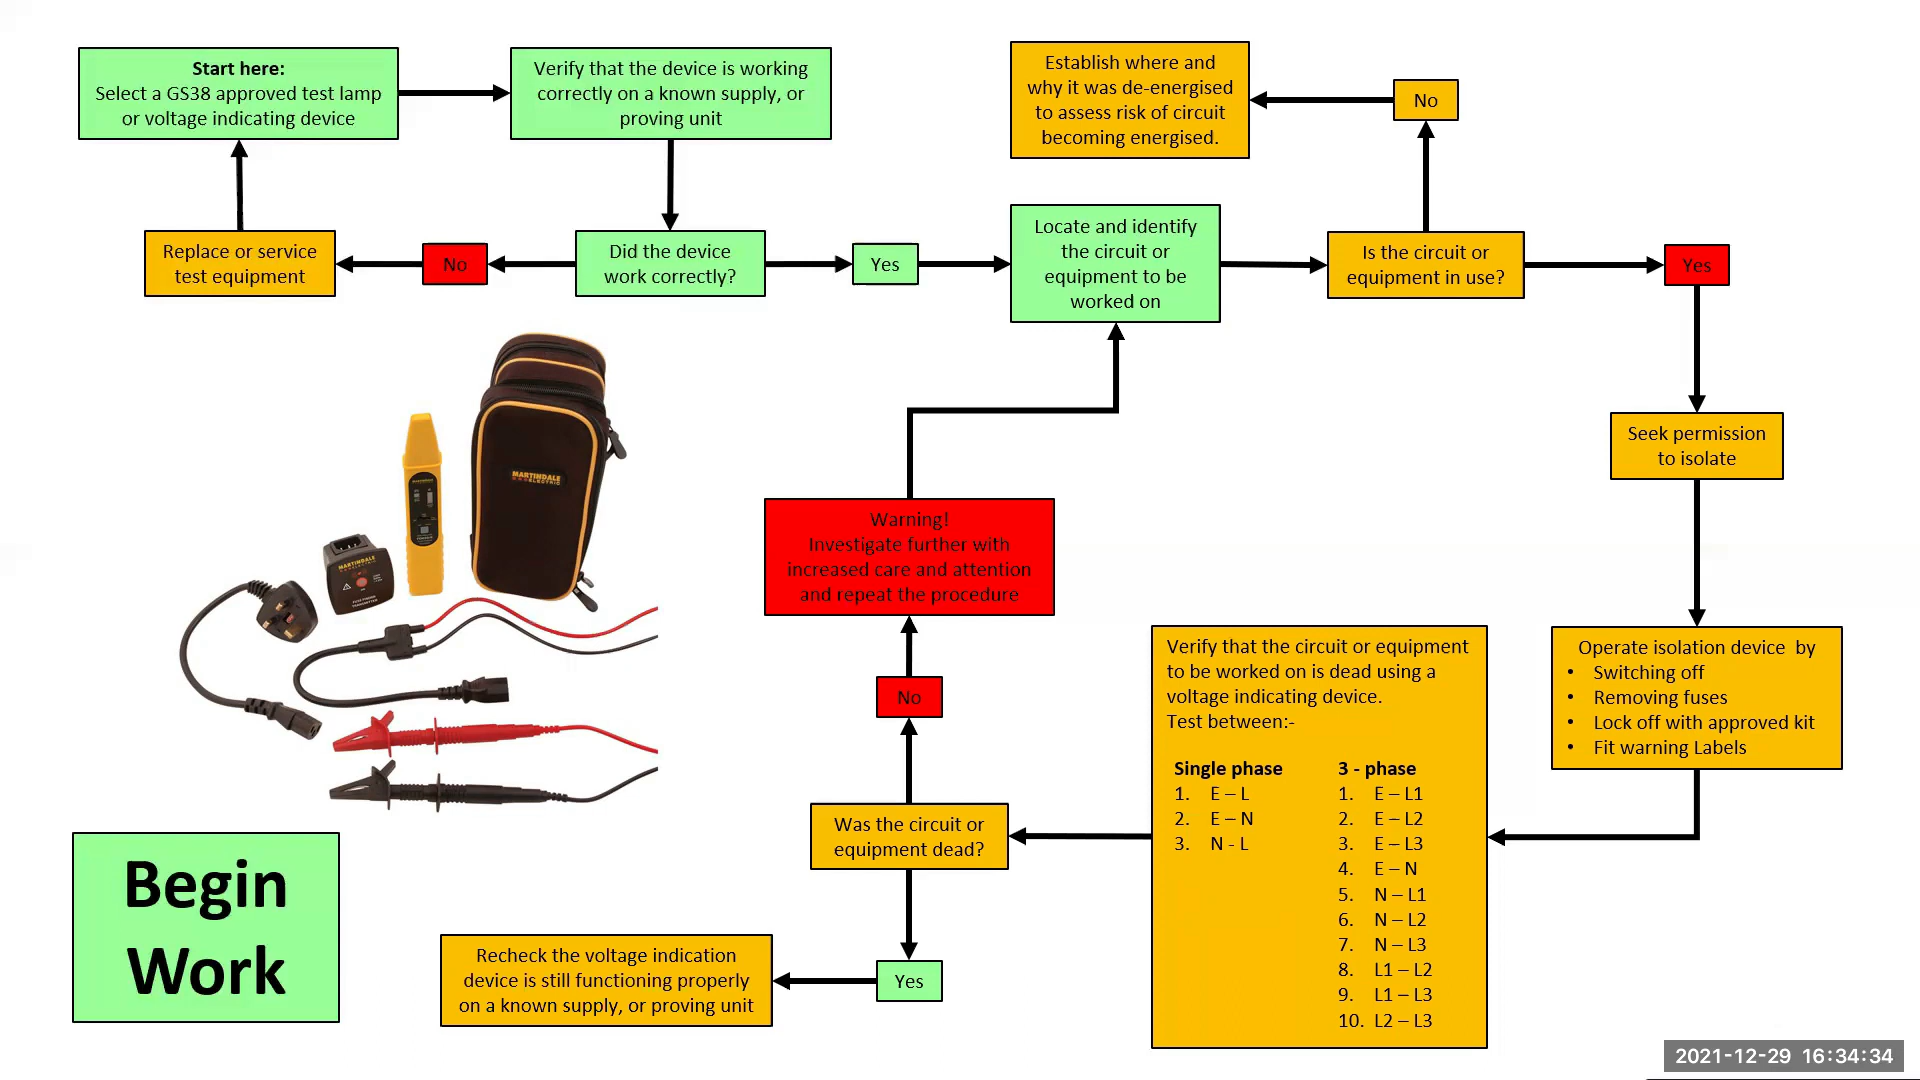 Start here:
Select a GS38 approved test lamp
or voltage indicating device
Verify that the device is working
correctly on a known supply, or
proving unit
Establish where and
why it was de-energised
to assess risk of circuit
becoming energised.
No
Replace or service
test equipment
No
Did the device
work correctly?
Yes
Locate and identify
the circuit or
equipment to be
worked on
Is the circuit or
equipment in use?
Yes
Seek permission
to isolate
MARTINDALE
ELECTRIC
MARTINDALE
Warning!
Investigate further with
increased care and attention
and repeat the procedure
No
Verify that the circuit or equipment
to be worked on is dead using a
voltage indicating device.
Test between:-
Single phase
1. E – L
2. E – N
3. N - L
3 - phase
1. E – L1
2. E – L2
3. E – L3
4. E – N
5. N – L1
6. N – L2
7. N – L3
8. L1 – L2
9. L1 – L3
10. L2 – L3
Operate isolation device by
• Switching off
• Removing fuses
• Lock off with approved kit
• Fit warning Labels
Was the circuit or
equipment dead?
Yes
Recheck the voltage indication
device is still functioning properly
on a known supply, or proving unit
Begin
Work
2021-12-29 16:34:34